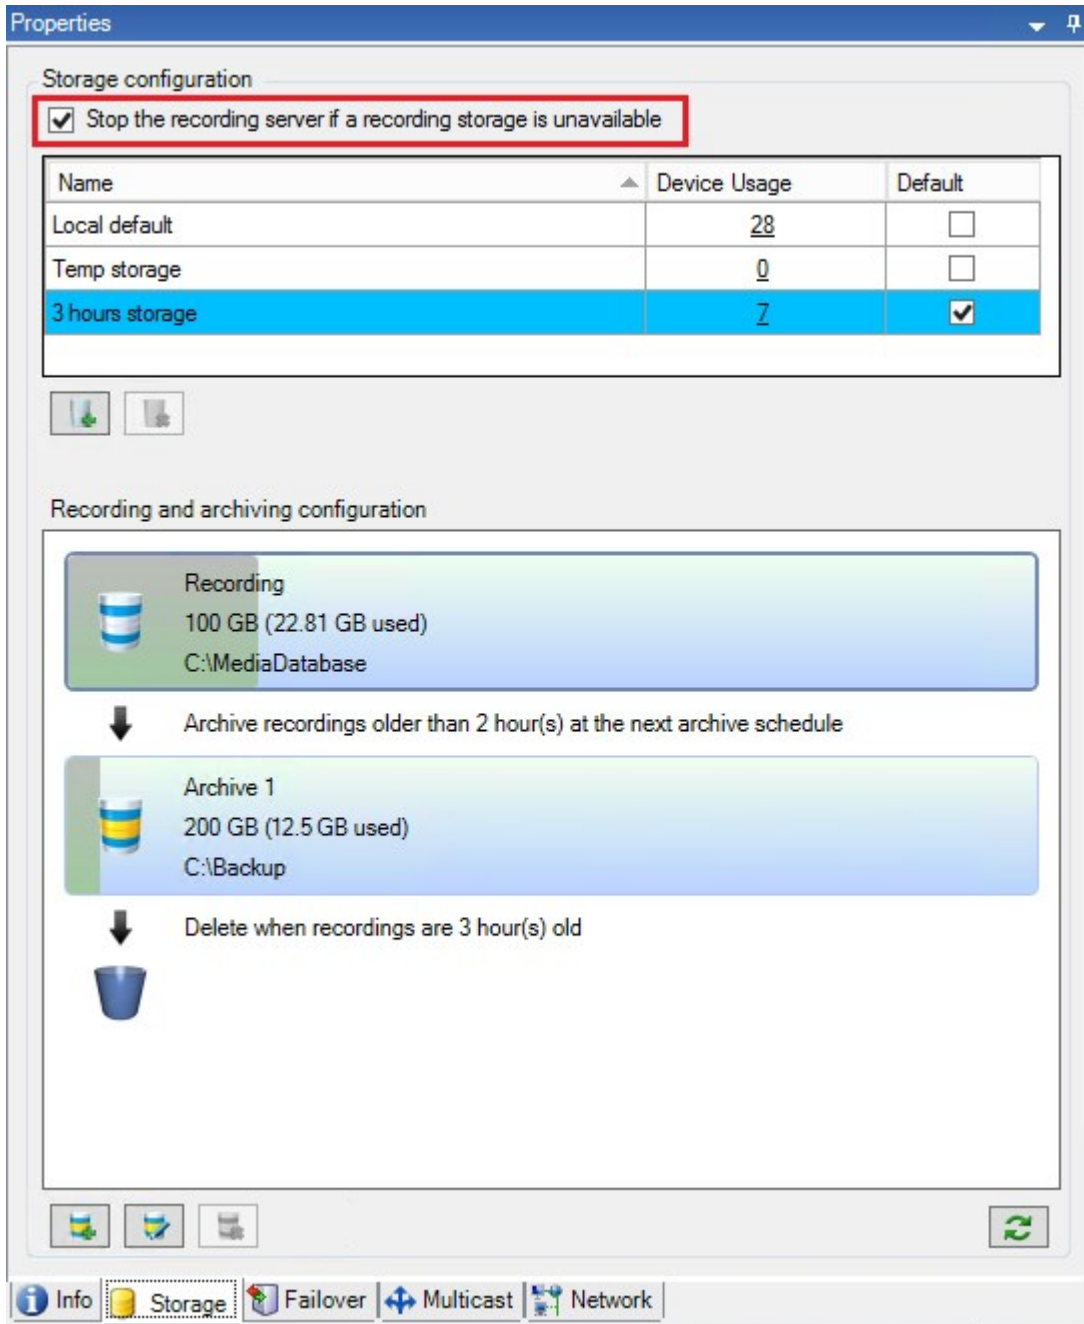 Properties
Storage configuration
Stop the recording server if a recording storage is unavailable
Name Device Usage Default
Local default 28
Temp storage 0
3 hours storage 7
Recording and archiving configuration
Recording
100 GB (22.81 GB used)
C:\MediaDatabase
Archive recordings older than 2 hour(s) at the next archive schedule
Archive 1
200 GB (12.5 GB used)
C:\Backup
Delete when recordings are 3 hour(s) old
Info Storage Failover Multicast Network